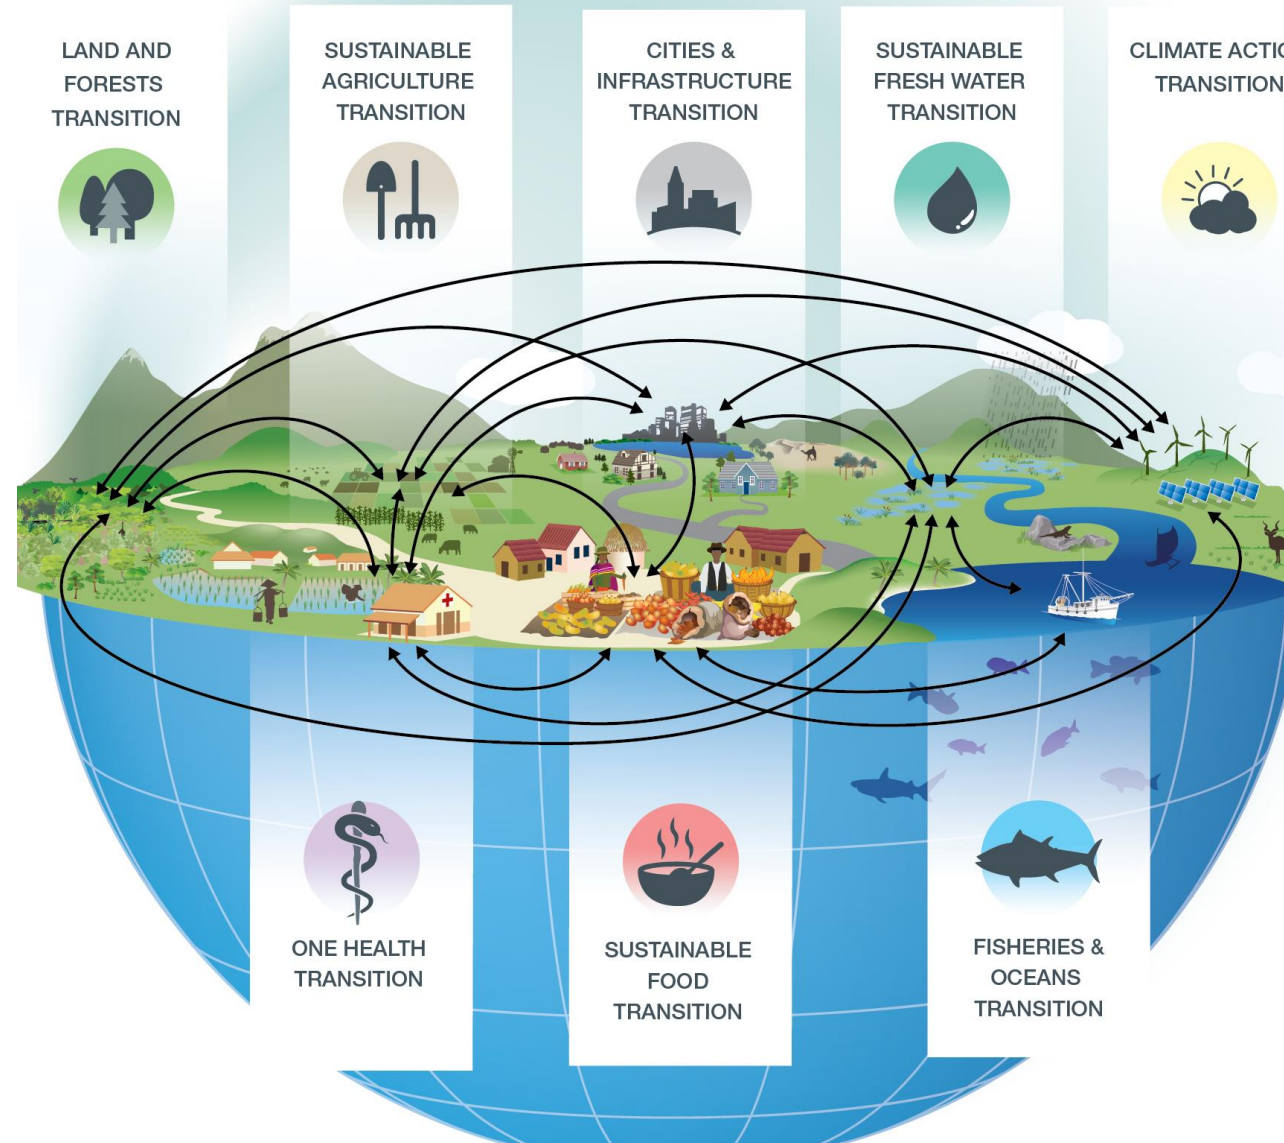 LAND AND
FORESTS
TRANSITION
SUSTAINABLE
AGRICULTURE
TRANSITION
CITIES &
INFRASTRUCTURE
TRANSITION
SUSTAINABLE
FRESH WATER
TRANSITION
CLIMATE ACTIO
TRANSITION
ONE HEALTH
TRANSITION
SUSTAINABLE
FOOD
TRANSITION
FISHERIES &
OCEANS
TRANSITION